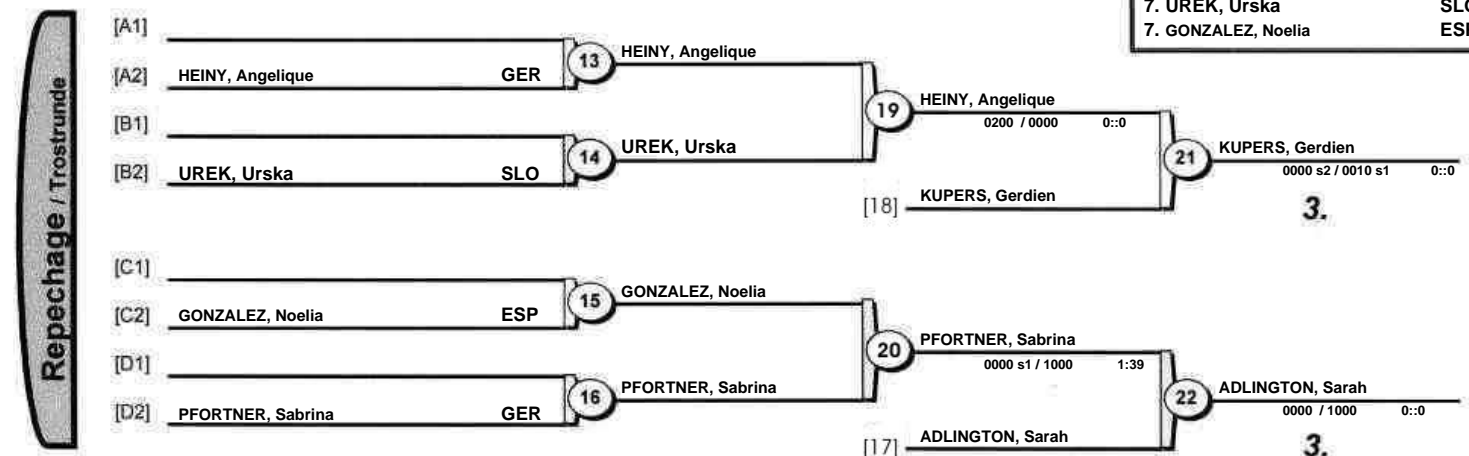 7. UREK, Urska SLO
7. GONZALEZ, Noelia ESP
Repechage / Trostrunde
[A1]
[A2] HEINY, Angelique GER
13
HEINY, Angelique
[B1]
[B2] UREK, Urska SLO
14
UREK, Urska
19
HEINY, Angelique
0200 / 0000 0::0
[18] KUPERS, Gerdien
21
KUPERS, Gerdien
0000 s2 / 0010 s1 0::0
3.
[C1]
[C2] GONZALEZ, Noelia ESP
15
GONZALEZ, Noelia
[D1]
[D2] PFORTNER, Sabrina GER
16
PFORTNER, Sabrina
20
PFORTNER, Sabrina
0000 s1 / 1000 1:39
[17] ADLINGTON, Sarah
22
ADLINGTON, Sarah
0000 / 1000 0::0
3.